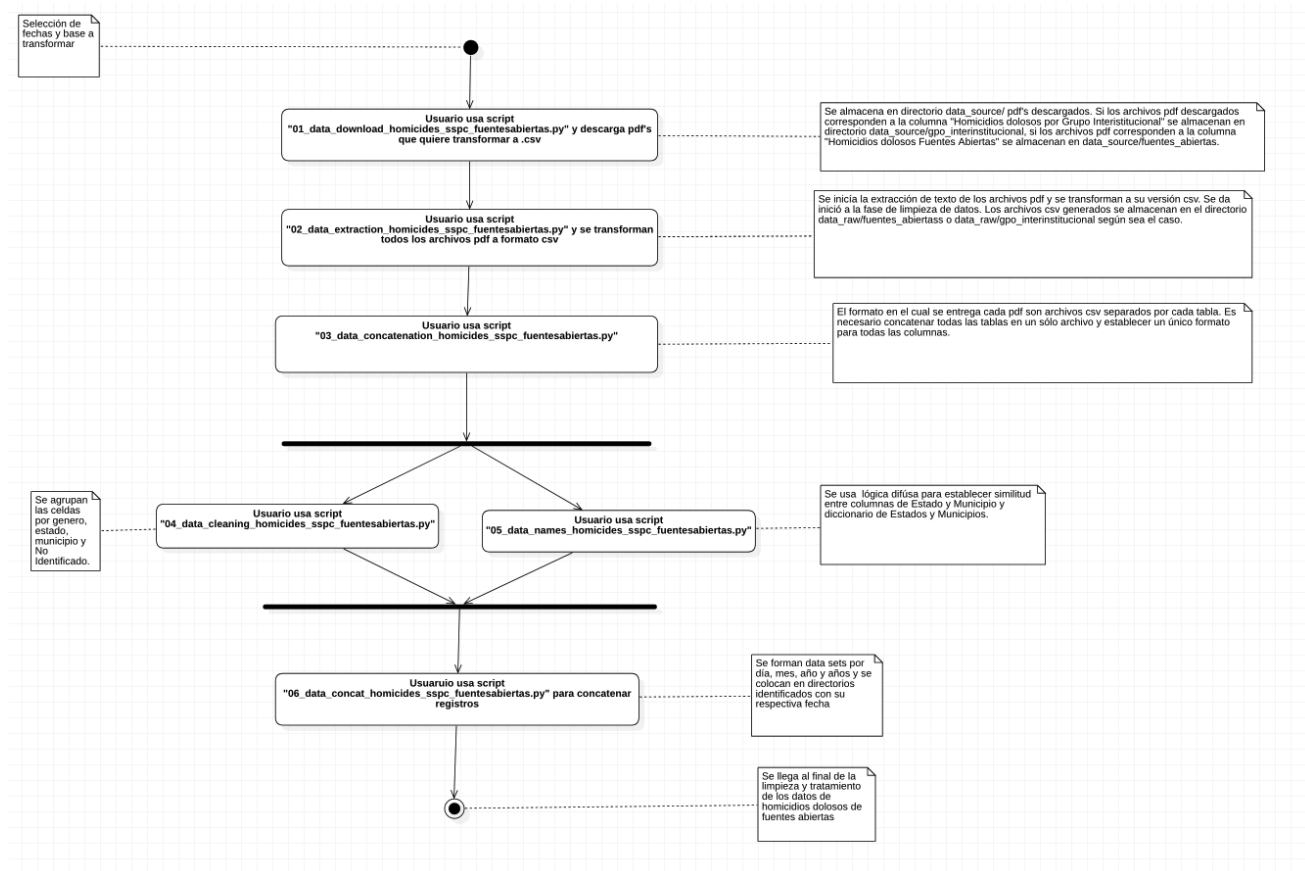 Selección de
fechas y base a
transformar
Usuario usa script
"01_data_download_homicides_sspc_fuentesabiertas.py" y descarga pdf's
que quiere transformar a .csv
Se almacena en directorio data_source/ pdf's descargados. Si los archivos pdf descargados
corresponden a la columna "Homicidios dolosos por Grupo Interistitucional" se almacenan en
directorio data_source/gpo_interinstitucional, si los archivos pdf corresponden a la columna
"Homicidios dolosos Fuentes Abiertas" se almacenan en data_source/fuentes_abiertas.
Usuario usa script
"02_data_extraction_homicides_sspc_fuentesabiertas.py" y se transforman
todos los archivos pdf a formato csv
Se inicía la extracción de texto de los archivos pdf y se transforman a su versión csv. Se da
inició a la fase de limpieza de datos. Los archivos csv generados se almacenan en el directorio
data_raw/fuentes_abiertass o data_raw/gpo_interinstitucional según sea el caso.
Usuario usa script
"03_data_concatenation_homicides_sspc_fuentesabiertas.py"
El formato en el cual se entrega cada pdf son archivos csv separados por cada tabla. Es
necesario concatenar todas las tablas en un sólo archivo y establecer un único formato
para todas las columnas.
Se agrupan
las celdas
por genero,
estado,
municipio y
No
Identificado.
Usuario usa script
"04_data_cleaning_homicides_sspc_fuentesabiertas.py"
Usuario usa script
"05_data_names_homicides_sspc_fuentesabiertas.py"
Se usa lógica difúsa para establecer similitud
entre columnas de Estado y Municipio y
diccionario de Estados y Municipios.
Usuaruio usa script
"06_data_concat_homicides_sspc_fuentesabiertas.py" para concatenar
registros
Se forman data sets por
día, mes, año y años y se
colocan en directorios
identificados con su
respectiva fecha
Se llega al final de la
limpieza y tratamiento
de los datos de
homicidios dolosos de
fuentes abiertas